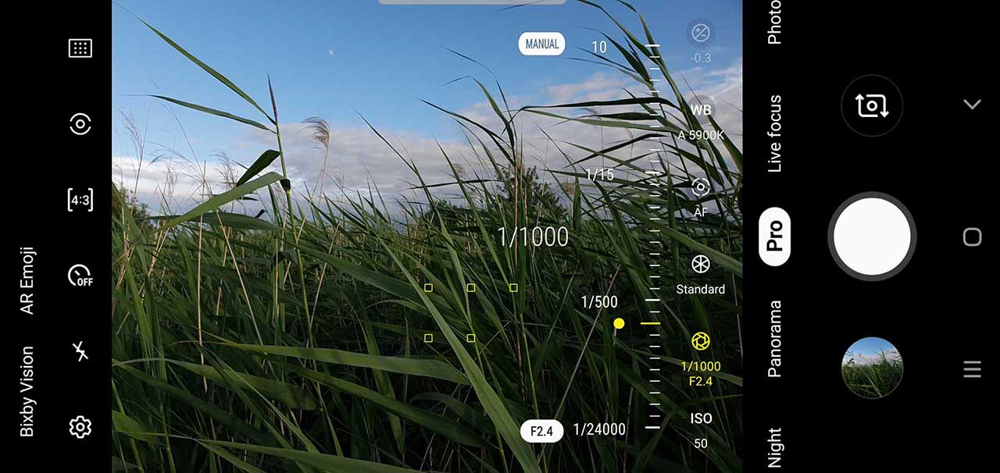 Bixby Vision
AR Emoji
4:3
OFF
MANUAL
10
1/15
1/1000
1/500
F2.4
1/24000
-0.3
WB
A 5900K
AF
Standard
1/1000
F2.4
ISO
50
Photo
Live focus
Pro
Panorama
Night